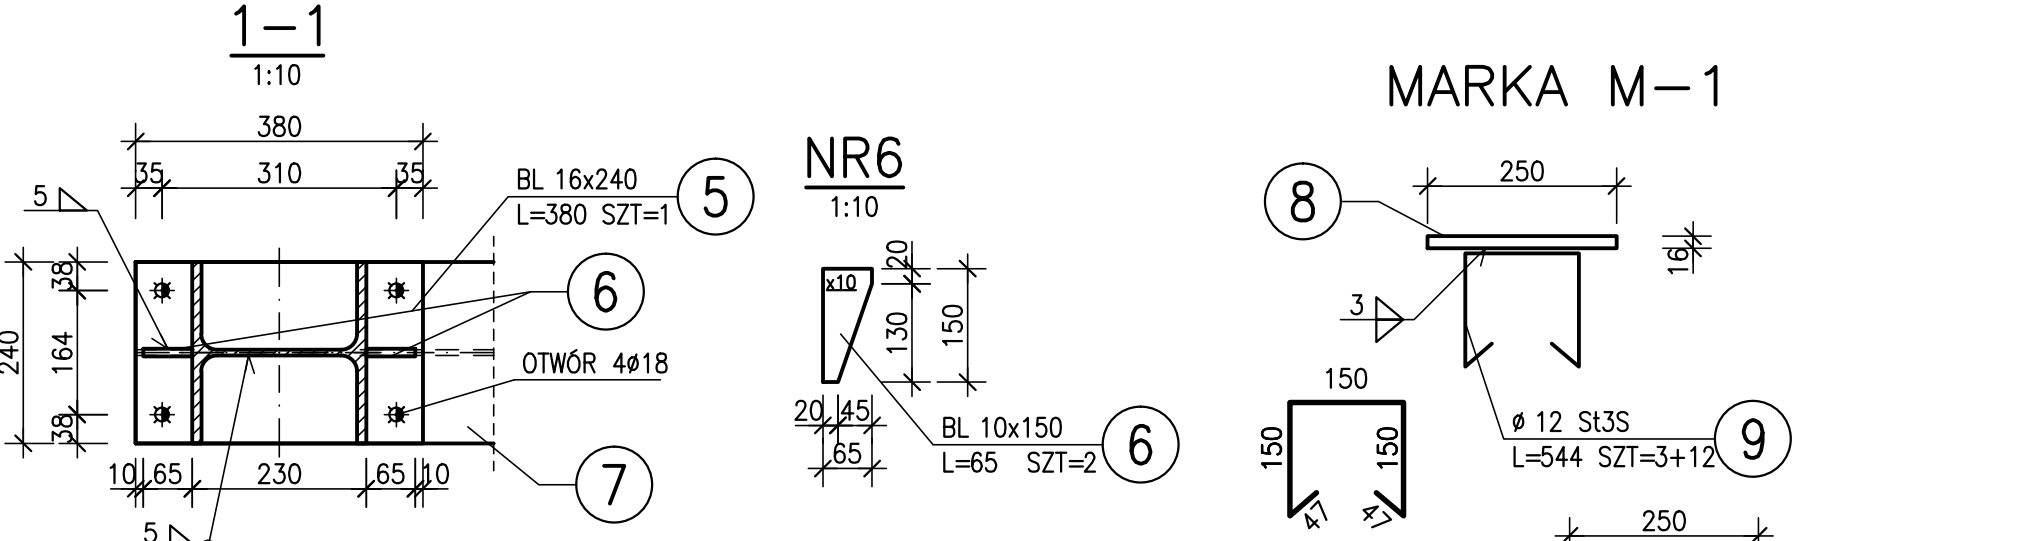 1-1
1:10
380
35 310 35
5
BL 16x240
L=380 SZT=1
5
6
OTWÓR 4ø18
7
38
164
38
240
10 65 230 65 10
5
NR6
1:10
x10
20
130
150
20 45
65
BL 10x150
L=65 SZT=2
6
MARKA M-1
8
250
16
3
150
150
150
47
47
ø 12 St3S
L=544 SZT=3+12
9
250